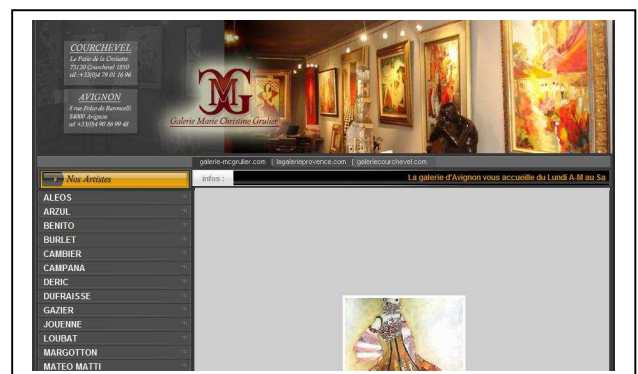 COURCHEVEL
Le Patio de la Croisette
73120 Courchevel 1850
tél :+33(0)4 79 01 16 96
AVIGNON
8 rue Folco de Baroncelli
84000 Avignon
tel +33(0)4 90 86 99 48
Galerie Marie Christine Grulier
galerie-mcgrulier.com | lagalerieprovence.com | galeriecourchevel.com
Nos Artistes
infos :
La galerie d'Avignon vous accueille du Lundi A-M au Sa
ALEOS
ARZUL
BENITO
BURLET
CAMBIER
CAMPANA
DERIC
DUFRAISSE
GAZIER
JOUENNE
LOUBAT
MARGOTTON
MATEO MATTI